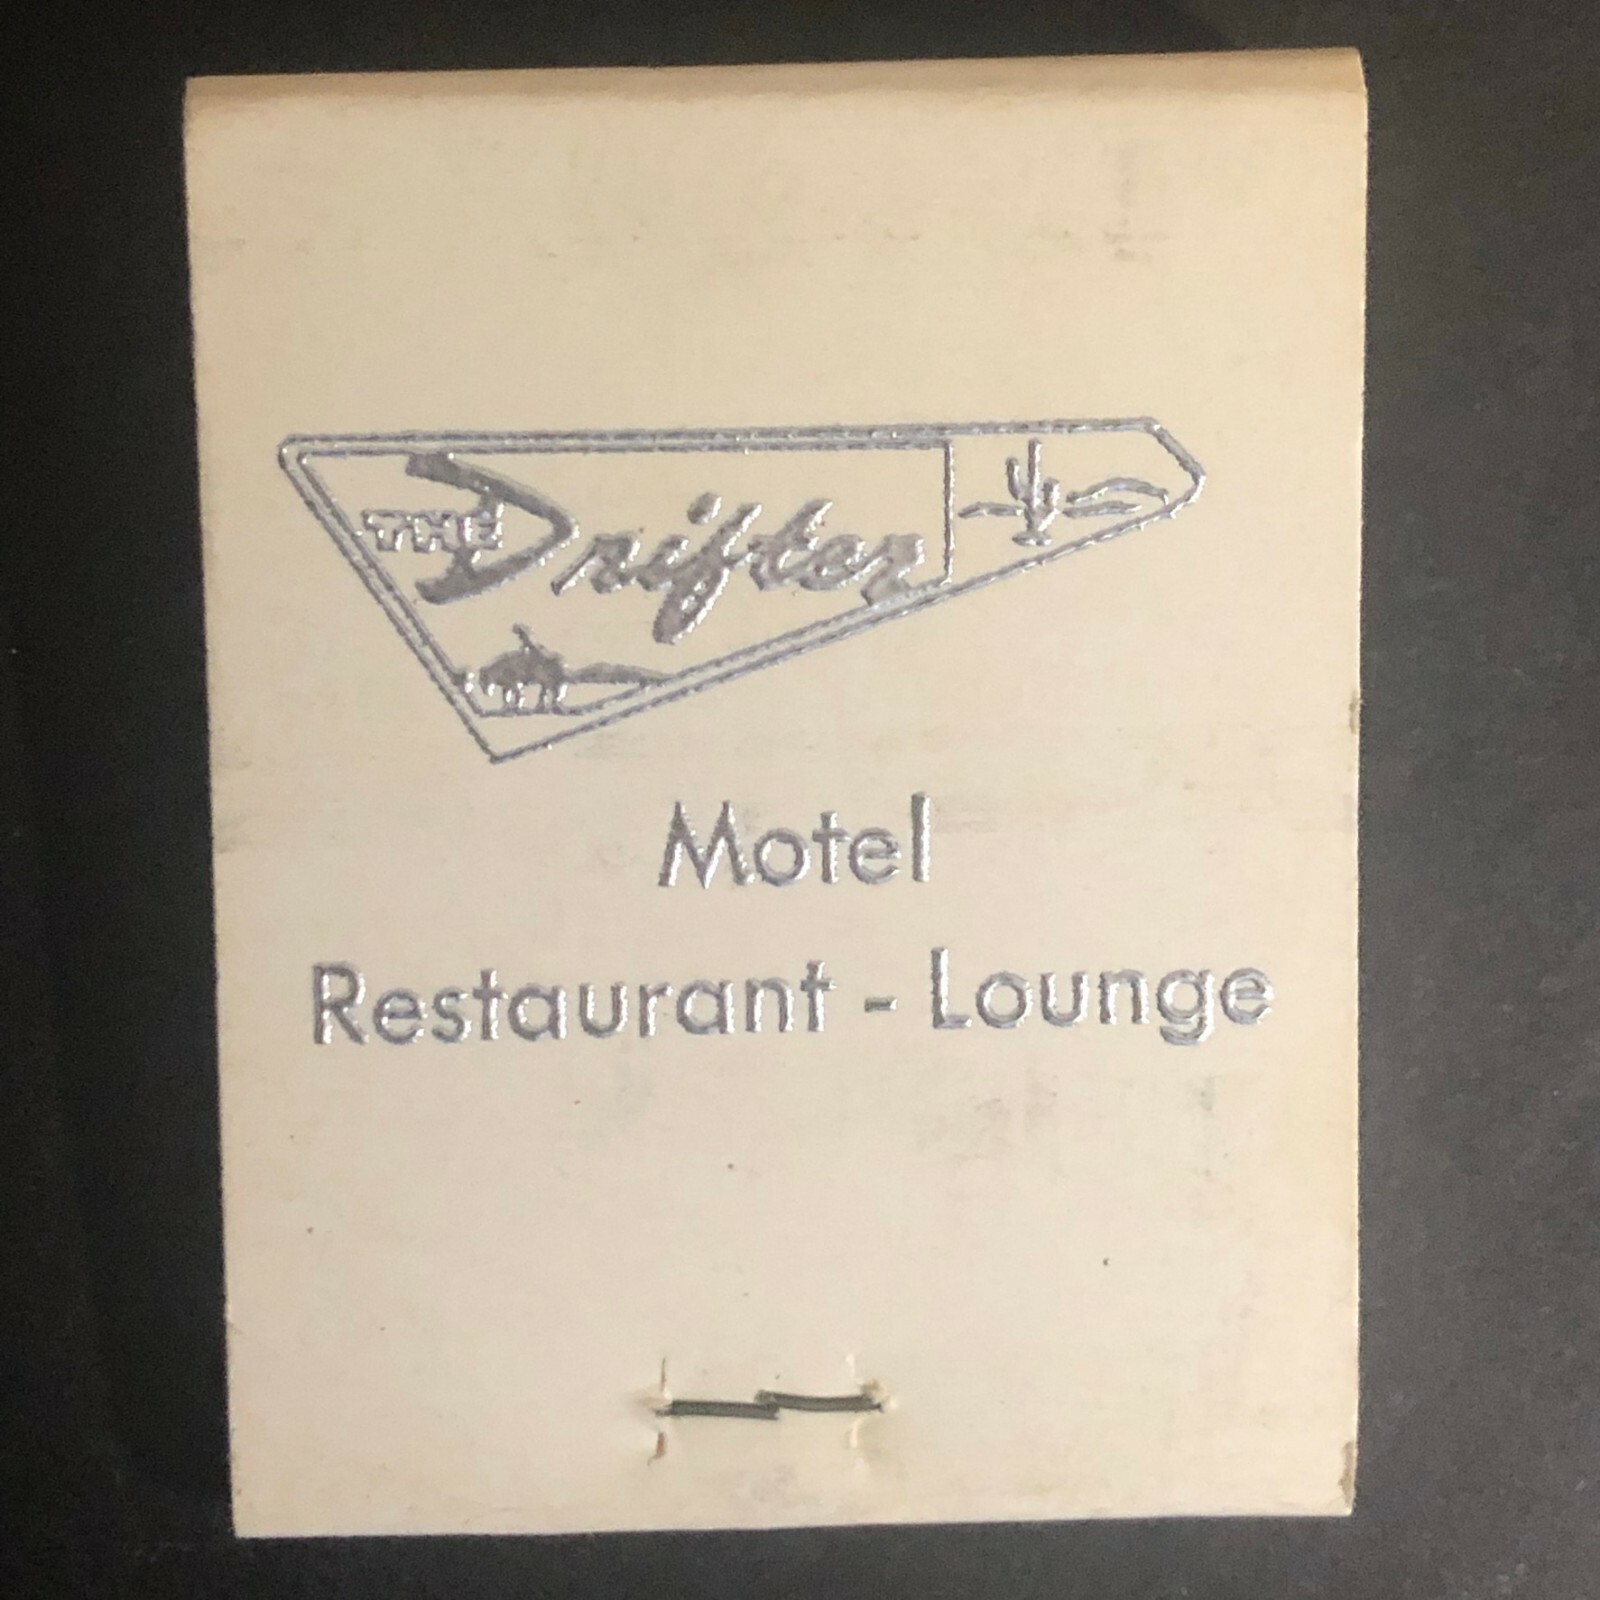 THE Drifter
Motel
Restaurant - Lounge